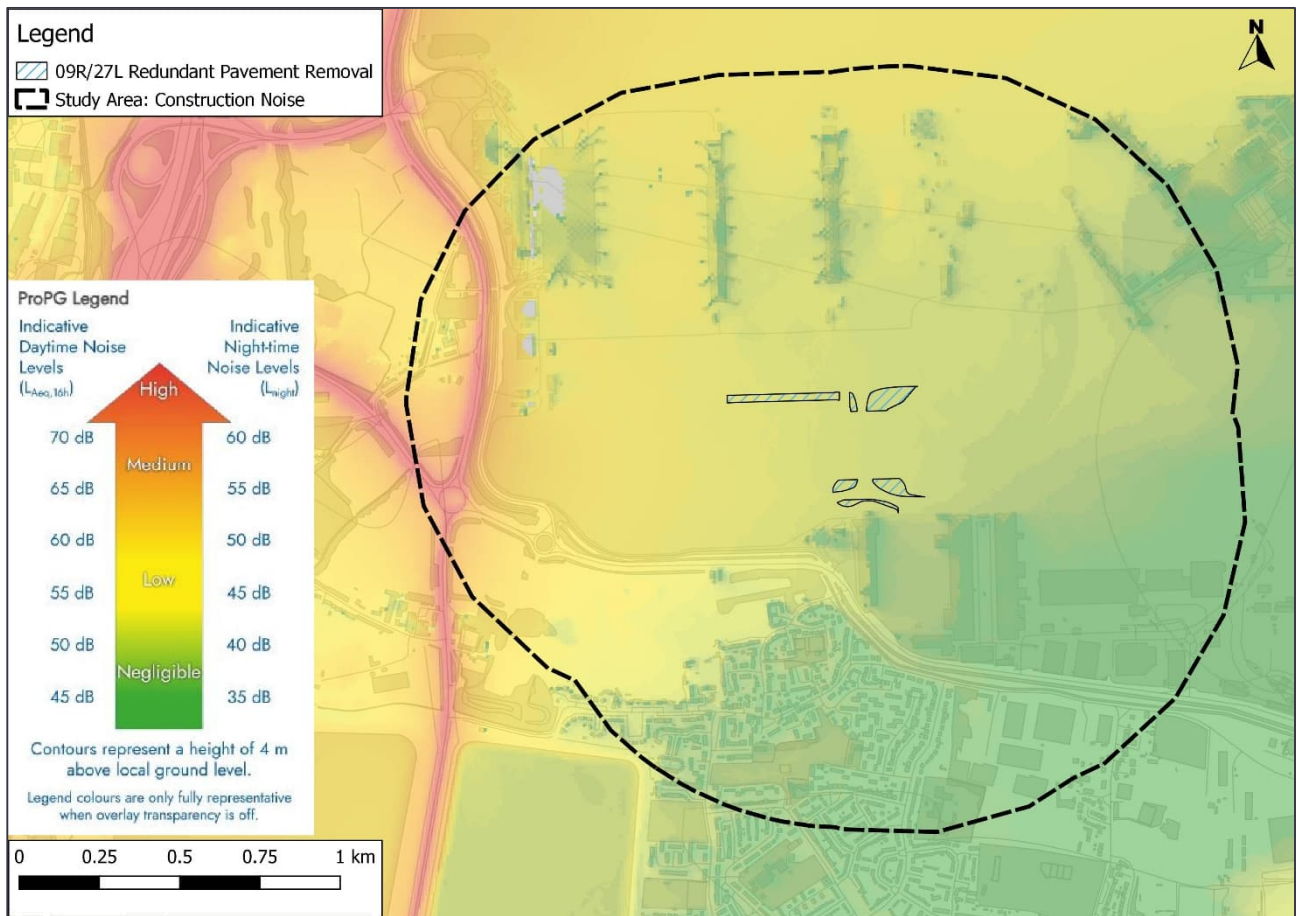 Legend
09R/27L Redundant Pavement Removal
Study Area: Construction Noise
N
ProPG Legend
Indicative
Daytime Noise
Levels
(LAeq,16h)
Indicative
Night-time
Noise Levels
(Lnight)
High
70 dB
60 dB
Medium
65 dB
55 dB
60 dB
50 dB
Low
55 dB
45 dB
50 dB
40 dB
Negligible
45 dB
35 dB
Contours represent a height of 4 m
above local ground level.
Legend colours are only fully representative
when overlay transparency is off.
0 0.25 0.5 0.75 1 km